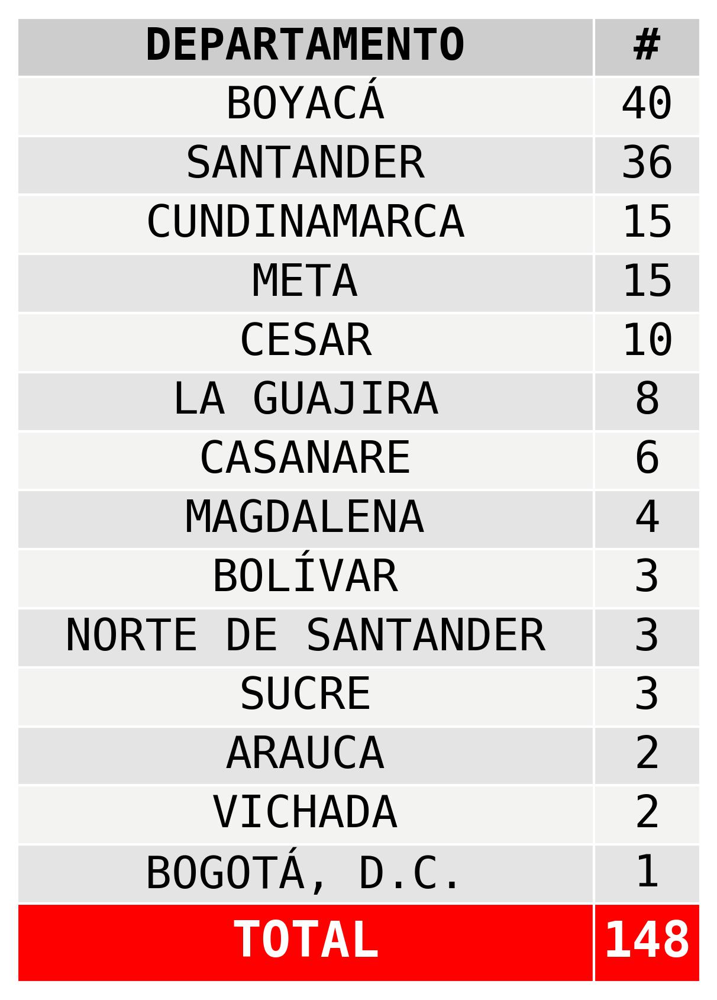 DEPARTAMENTO #
BOYACÁ 40
SANTANDER 36
CUNDINAMARCA 15
META 15
CESAR 10
LA GUAJIRA 8
CASANARE 6
MAGDALENA 4
BOLÍVAR 3
NORTE DE SANTANDER 3
SUCRE 3
ARAUCA 2
VICHADA 2
BOGOTÁ, D.C. 1
TOTAL 148